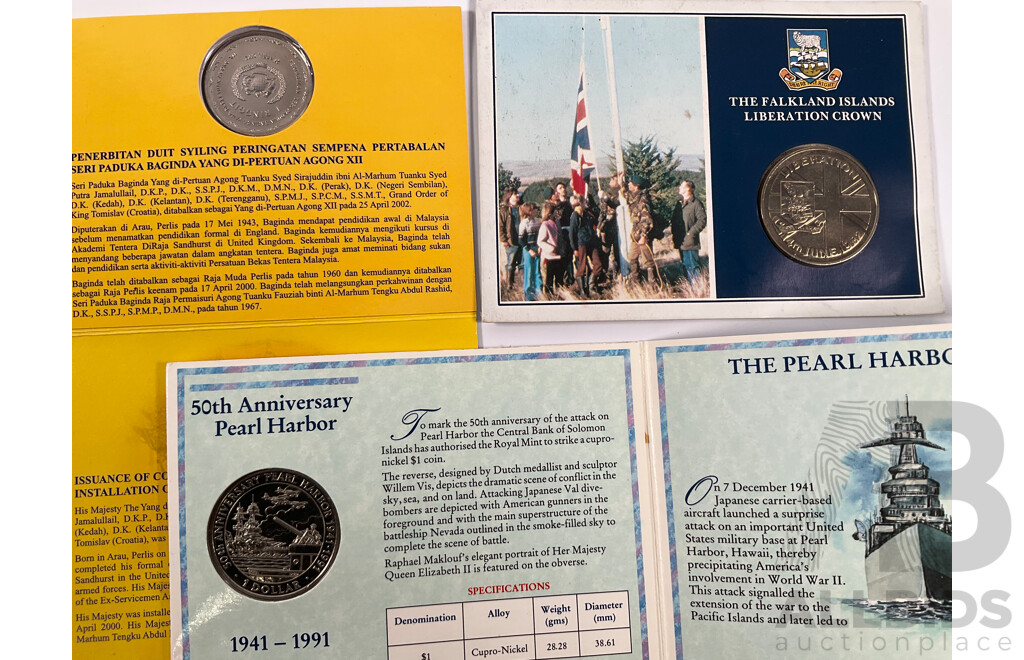 PENERBITAN DUIT SYILING PERINGATAN SEMPENA PERTABALAN
SERI PADUKA BAGINDA YANG DI-PERTUAN AGONG XII
Seri Paduka Baginda Yang di-Pertuan Agong Tuanku Syed Sirajuddin ibni Al-Marhum Tuanku Syed
Putra Jamalullail, D.K.P., D.K., S.S.P.J., D.K.M., D.M.N., D.K. (Perak), D.K. (Negeri Sembilan),
D.K. (Kedah), D.K. (Kelantan), D.K. (Terengganu), S.P.M.J., S.P.C.M., S.S.M.T., Grand Order of
King Tomislav (Croatia), ditabalkan sebagai Yang di-Pertuan Agong XII pada 25 April 2002.
Diputerakan di Arau, Perlis pada 17 Mei 1943, Baginda mendapat pendidikan awal di Malaysia
sebelum menamatkan pendidikan formal di England. Baginda kemudiannya mengikuti kursus di
Akademi Tentera DiRaja Sandhurst di United Kingdom. Sekembali ke Malaysia, Baginda telah
menyandang beberapa jawatan dalam angkatan tentera. Baginda juga amat meminati bidang sukan
dan pendidikan serta aktiviti-aktiviti Persatuan Bekas Tentera Malaysia.
Baginda telah ditabalkan sebagai Raja Muda Perlis pada tahun 1960 dan kemudiannya ditabalkan
sebagai Raja Perlis keenam pada 17 April 2000. Baginda telah melangsungkan perkahwinan dengan
Seri Paduka Baginda Raja Permaisuri Agong Tuanku Fauziah binti Al-Marhum Tengku Abdul Rashid,
D.K., S.S.P.J., S.P.M.P., D.M.N., pada tahun 1967.
THE FALKLAND ISLANDS
LIBERATION CROWN
LIBERATION
14TH JUNE 1982
ISSUANCE OF CO
INSTALLATION O
His Majesty The Yang d
Jamalullail, D.K.P., D.
(Kedah), D.K. (Kelanta
Tomislav (Croatia), was
Born in Arau, Perlis on
completed his formal
Sandhurst in the United
armed forces. His Maje
of the Ex-Servicemen A
His Majesty was installe
April 2000. His Majesty
Marhum Tengku Abdul
50th Anniversary
Pearl Harbor
50TH ANNIVERSARY PEARL HARBOR 1941-1991
1 DOLLAR
1941 – 1991
To mark the 50th anniversary of the attack on
Pearl Harbor the Central Bank of Solomon
Islands has authorised the Royal Mint to strike a cupro-
nickel $1 coin.
The reverse, designed by Dutch medallist and sculptor
Willem Vis, depicts the dramatic scene of conflict in the
sky, sea, and on land. Attacking Japanese Val dive-
bombers are depicted with American gunners in the
foreground and with the main superstructure of the
battleship Nevada outlined in the smoke-filled sky to
complete the scene of battle.
Raphael Maklouf's elegant portrait of Her Majesty
Queen Elizabeth II is featured on the obverse.
SPECIFICATIONS
Denomination Alloy Weight (gms) Diameter (mm)
$1 Cupro-Nickel 28.28 38.61
THE PEARL HARBO
On 7 December 1941
Japanese carrier-based
aircraft launched a surprise
attack on an important United
States military base at Pearl
Harbor, Hawaii, thereby
precipitating America's
involvement in World War II.
This attack signalled the
extension of the war to the
Pacific Islands and later led to
auctionplace